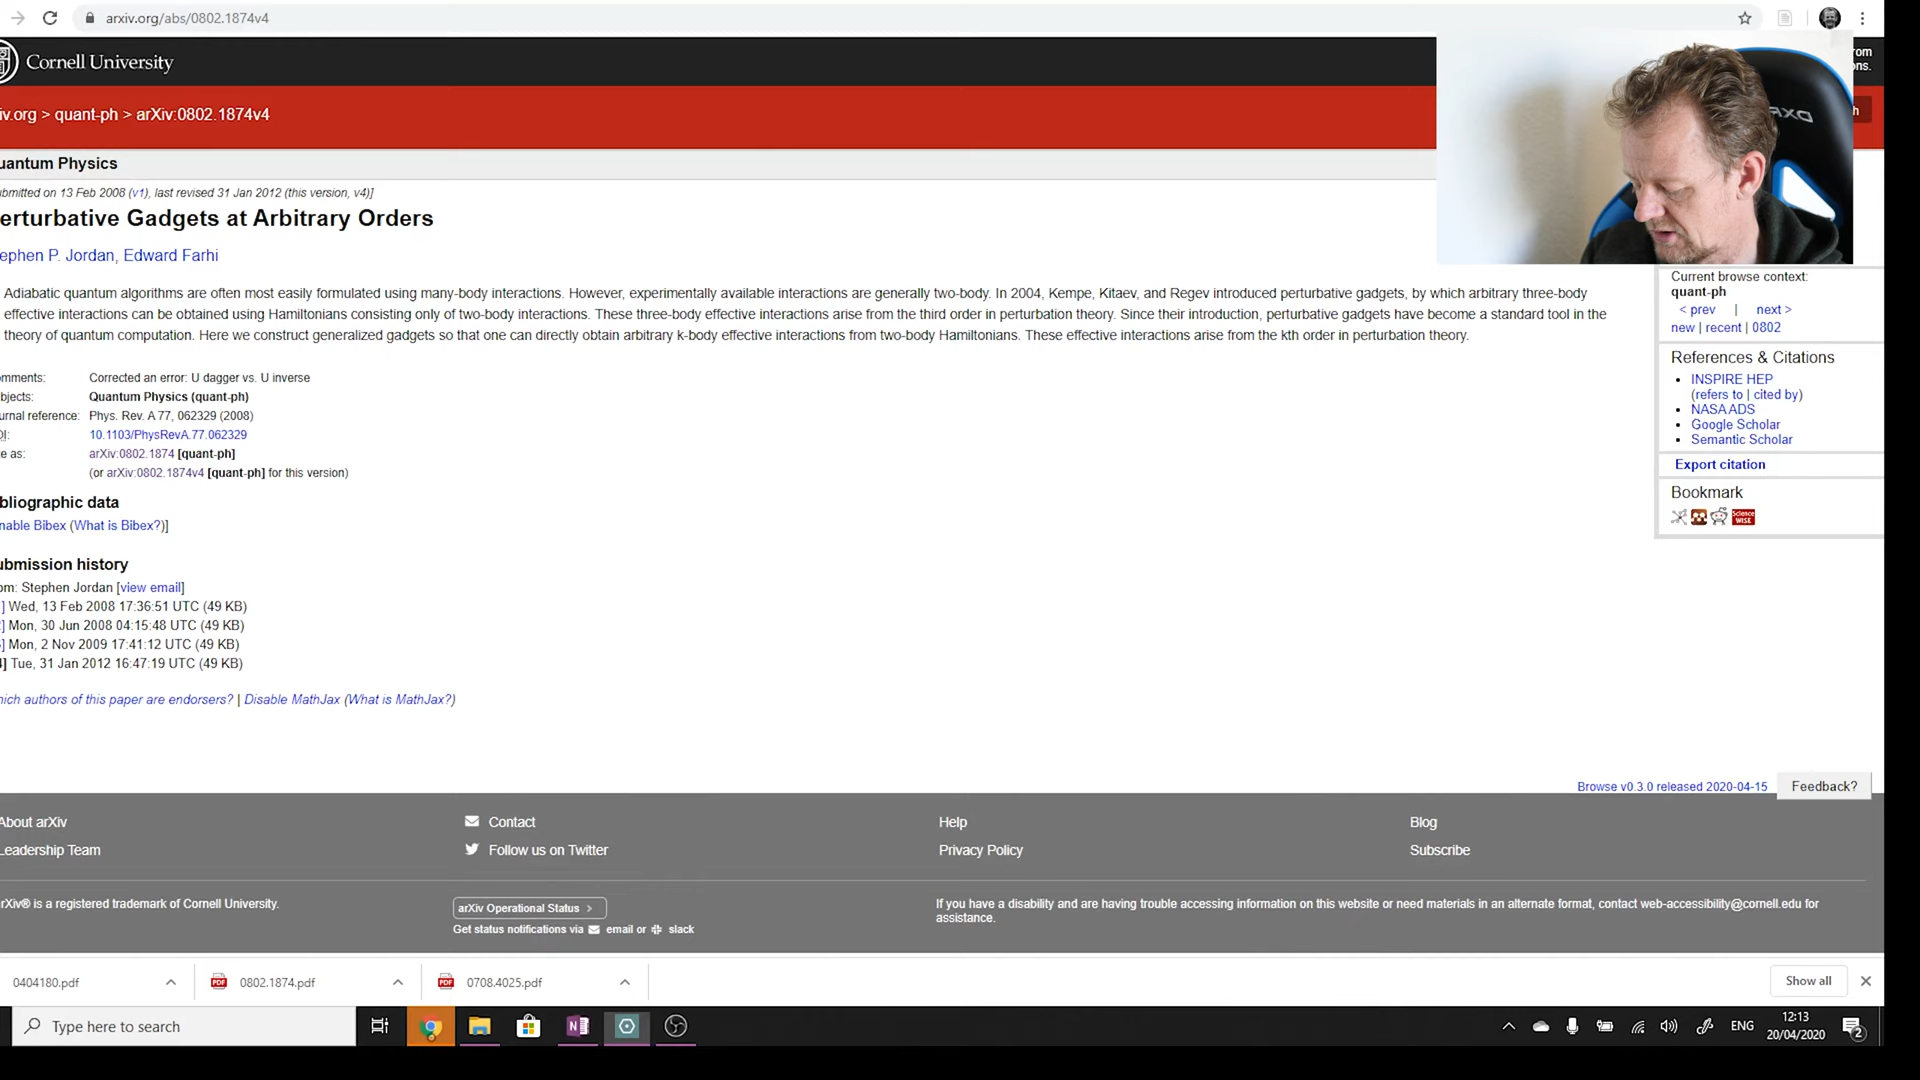 arxiv.org/abs/0802.1874v4
Cornell University
om
ons.
iv.org > quant-ph > arXiv:0802.1874v4
h
uantum Physics
ubmitted on 13 Feb 2008 (v1), last revised 31 Jan 2012 (this version, v4)]
erturbative Gadgets at Arbitrary Orders
ephen P. Jordan, Edward Farhi
Adiabatic quantum algorithms are often most easily formulated using many-body interactions. However, experimentally available interactions are generally two-body. In 2004, Kempe, Kitaev, and Regev introduced perturbative gadgets, by which arbitrary three-body
effective interactions can be obtained using Hamiltonians consisting only of two-body interactions. These three-body effective interactions arise from the third order in perturbation theory. Since their introduction, perturbative gadgets have become a standard tool in the
theory of quantum computation. Here we construct generalized gadgets so that one can directly obtain arbitrary k-body effective interactions from two-body Hamiltonians. These effective interactions arise from the kth order in perturbation theory.
mments: Corrected an error: U dagger vs. U inverse
bjects: Quantum Physics (quant-ph)
urnal reference: Phys. Rev. A 77, 062329 (2008)
OI: 10.1103/PhysRevA.77.062329
e as: arXiv:0802.1874 [quant-ph]
(or arXiv:0802.1874v4 [quant-ph] for this version)
bliographic data
nable Bibex (What is Bibex?)]
ubmission history
om: Stephen Jordan [view email]
] Wed, 13 Feb 2008 17:36:51 UTC (49 KB)
] Mon, 30 Jun 2008 04:15:48 UTC (49 KB)
] Mon, 2 Nov 2009 17:41:12 UTC (49 KB)
4] Tue, 31 Jan 2012 16:47:19 UTC (49 KB)
hich authors of this paper are endorsers? | Disable MathJax (What is MathJax?)
DXR
Current browse context:
quant-ph
< prev | next >
new | recent | 0802
References & Citations
INSPIRE HEP
(refers to | cited by)
NASA ADS
Google Scholar
Semantic Scholar
Export citation
Bookmark
Science
WISE
Browse v0.3.0 released 2020-04-15 Feedback?
About arXiv
Leadership Team
Contact
Follow us on Twitter
Help
Privacy Policy
Blog
Subscribe
rXiv® is a registered trademark of Cornell University.
arXiv Operational Status >
Get status notifications via email or slack
If you have a disability and are having trouble accessing information on this website or need materials in an alternate format, contact web-accessibility@cornell.edu for
assistance.
0404180.pdf
PDF 0802.1874.pdf
PDF 0708.4025.pdf
Show all
Type here to search
N
ENG
12:13
20/04/2020
2